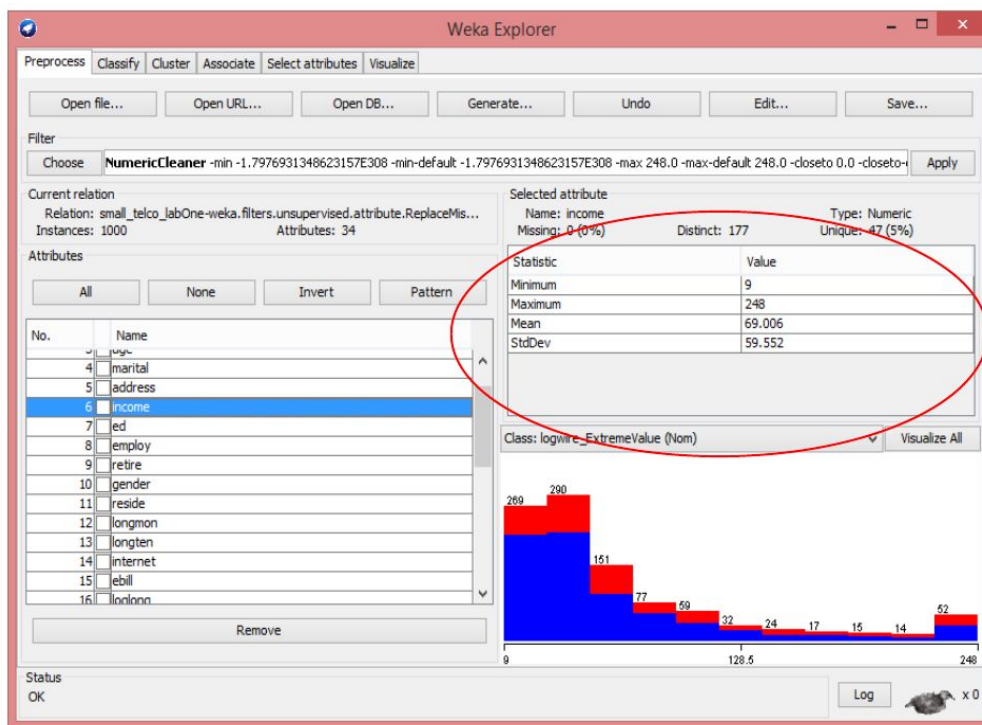 Weka Explorer
Preprocess Classify Cluster Associate Select attributes Visualize
Open file... Open URL... Open DB... Generate... Undo Edit... Save...
Filter
Choose NumericCleaner -min -1.7976931348623157E308 -min-default -1.7976931348623157E308 -max 248.0 -max-default 248.0 -closeto 0.0 Apply
Current relation
Relation: small_telco_labOne-weka.filters.unsupervised.attribute.ReplaceMis...
Instances: 1000 Attributes: 34
Selected attribute
Name: income Type: Numeric
Missing: 0 (0%) Distinct: 177 Unique: 47 (5%)
Statistic Value
Minimum 9
Maximum 248
Mean 69.006
StdDev 59.552
Attributes
All None Invert Pattern
No. Name
3 age
4 marital
5 address
6 income
7 ed
8 employ
9 retire
10 gender
11 reside
12 longmon
13 longten
14 internet
15 ebill
16 loglong
Remove
Class: logwire_ExtremeValue (Nom) Visualize All
269 290 151 77 59 32 24 17 15 14 52
9 128.5 248
Status
OK
Log x 0